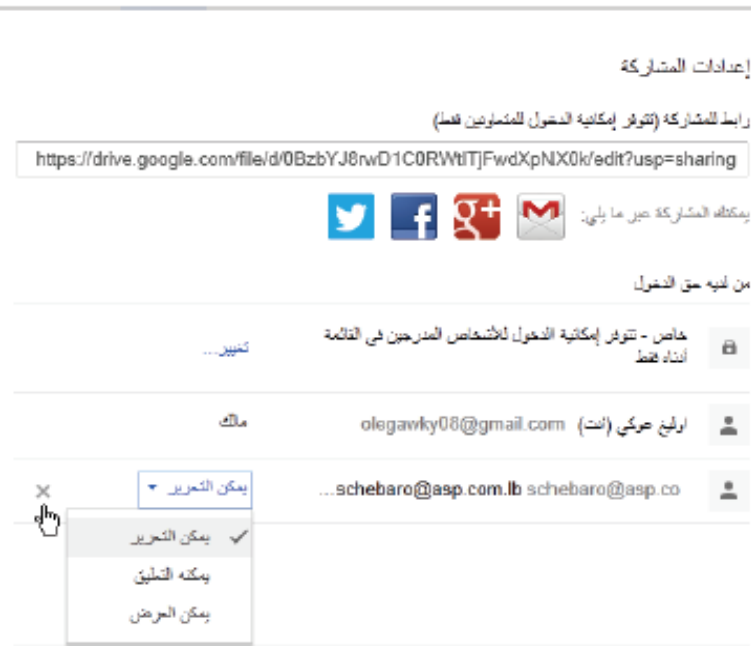 إعدادات المشاركة
رابط للمشاركة (تتوفر إمكانية الدخول للمتعاونين فقط)
https://drive.google.com/file/d/0BzbYJ8rwD1C0RWtlTjFwdXpNX0k/edit?usp=sharing
يمكنك المشاركة عبر ما يلي:
من لديه حق الدخول
خاص - تتوفر إمكانية الدخول للأشخاص المدرجين في القائمة
أدناه فقط
تغيير...
اوليغ عوكي (انت) olegawky08@gmail.com
مالك
schebaro@asp.com.lb schebaro@asp.co...
يمكن التحرير
يمكن التحرير
يمكنه التعليق
يمكن العرض